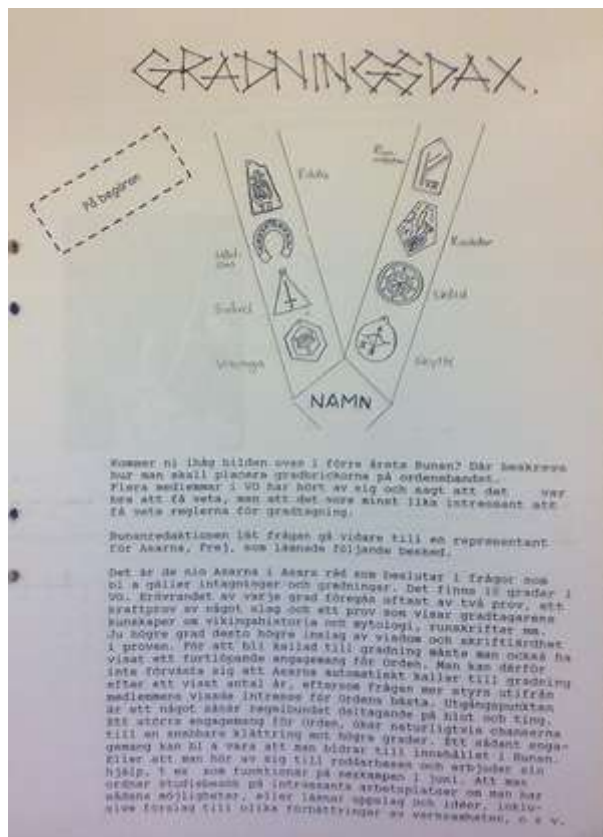 GRADNINGSDAX.
På begäran
Edda
Run
Roddar
Svärd
Sköld
Vikinga
Skytte
NAMN
Kommer ni ihåg bilden ovan i förra årets Runan? Där beskrevs
hur man skall placera gradbrickorna på ordensbandet.
Flera medlemmar i VO har hört av sig och sagt att det var
bra att få veta, men att det vore minst lika intressant att
få veta reglerna för gradtagning.
Runanredaktionen lät frågan gå vidare till en representant
för Asarna, Frej, som lämnade följande besked.
Det är de nio Asarna i Asars råd som beslutar i frågor som
bl a gäller intagningar och gradningar. Det finns 10 grader i
VO. Erövrandet av varje grad föregås oftast av två prov, ett
kraftprov av något slag och ett prov som visar gradtagarens
kunskaper om vikingahistoria och mytologi, runskrifter mm.
Ju högre grad desto högre inslag av visdom och skriftlärdhet
i proven. För att bli kallad till gradning måste man också ha
visat ett fortlöpande engagemang för Orden. Man kan därför
inte förvänta sig att Asarna automatiskt kallar till gradning
efter ett visst antal år, eftersom frågan mer styrs utifrån
medlemmens visade intresse för Ordens bästa. Utgångspunkten
är ett något sånär regelbundet deltagande på blot och ting.
Ett större engagemang för Orden, ökar naturligtvis chanserna
till en snabbare klättring mot högre grader. Ett sådant enga-
gemang kan bl a vara att man bidrar till innehållet i Runan.
Eller att man hör av sig till roddarbasen och erbjuder sin
hjälp, t ex som funktionär på sexkampen i juni. Att man
ordnar studiebesök på intressanta arbetsplatser om man har
sådana möjligheter, eller lämnar uppslag och idéer, inklu-
sive förslag till olika förbättringar av verksamheten, o s v.